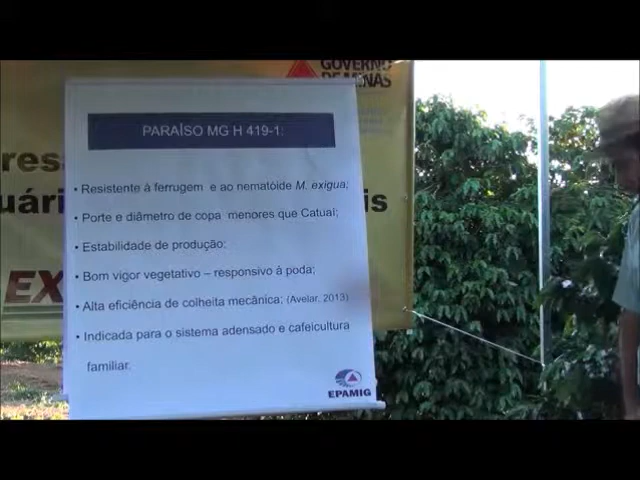 GOVERNO
DE MINAS
PARAÍSO MG H 419-1:
• Resistente à ferrugem e ao nematóide M. exigua;
• Porte e diâmetro de copa menores que Catuaí;
• Estabilidade de produção;
• Bom vigor vegetativo – responsivo à poda;
• Alta eficiência de colheita mecânica; (Avelar, 2013)
• Indicada para o sistema adensado e cafeicultura
familiar.
EPAMIG